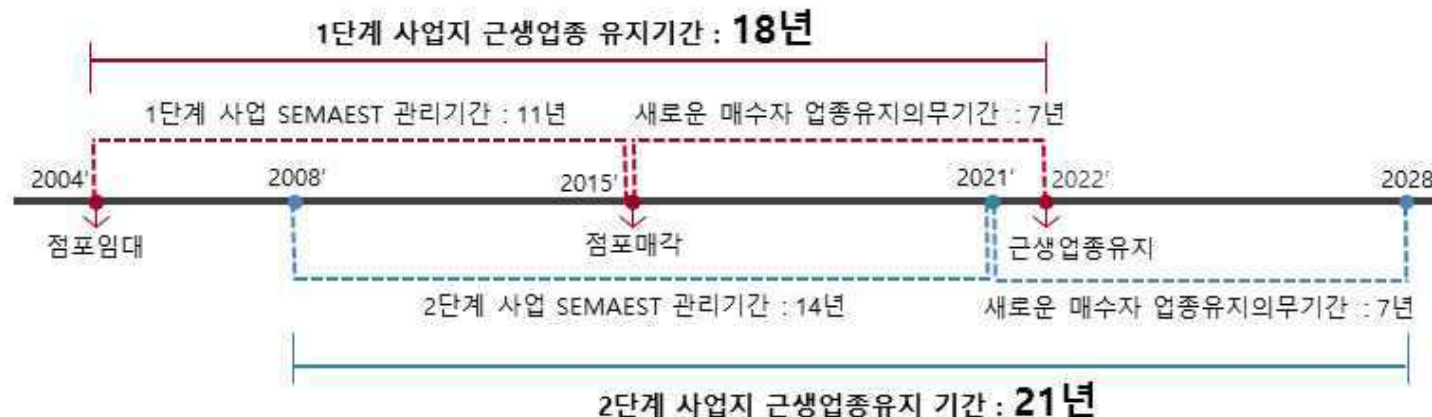 1단계 사업지 근생업종 유지기간 : 18년
1단계 사업 SEMAEST 관리기간 : 11년
새로운 매수자 업종유지의무기간 : 7년
2004'
2008'
2015'
2021'
2022'
2028
점포임대
점포매각
근생업종유지
2단계 사업 SEMAEST 관리기간 : 14년
새로운 매수자 업종유지의무기간 : 7년
2단계 사업지 근생업종유지 기간 : 21년